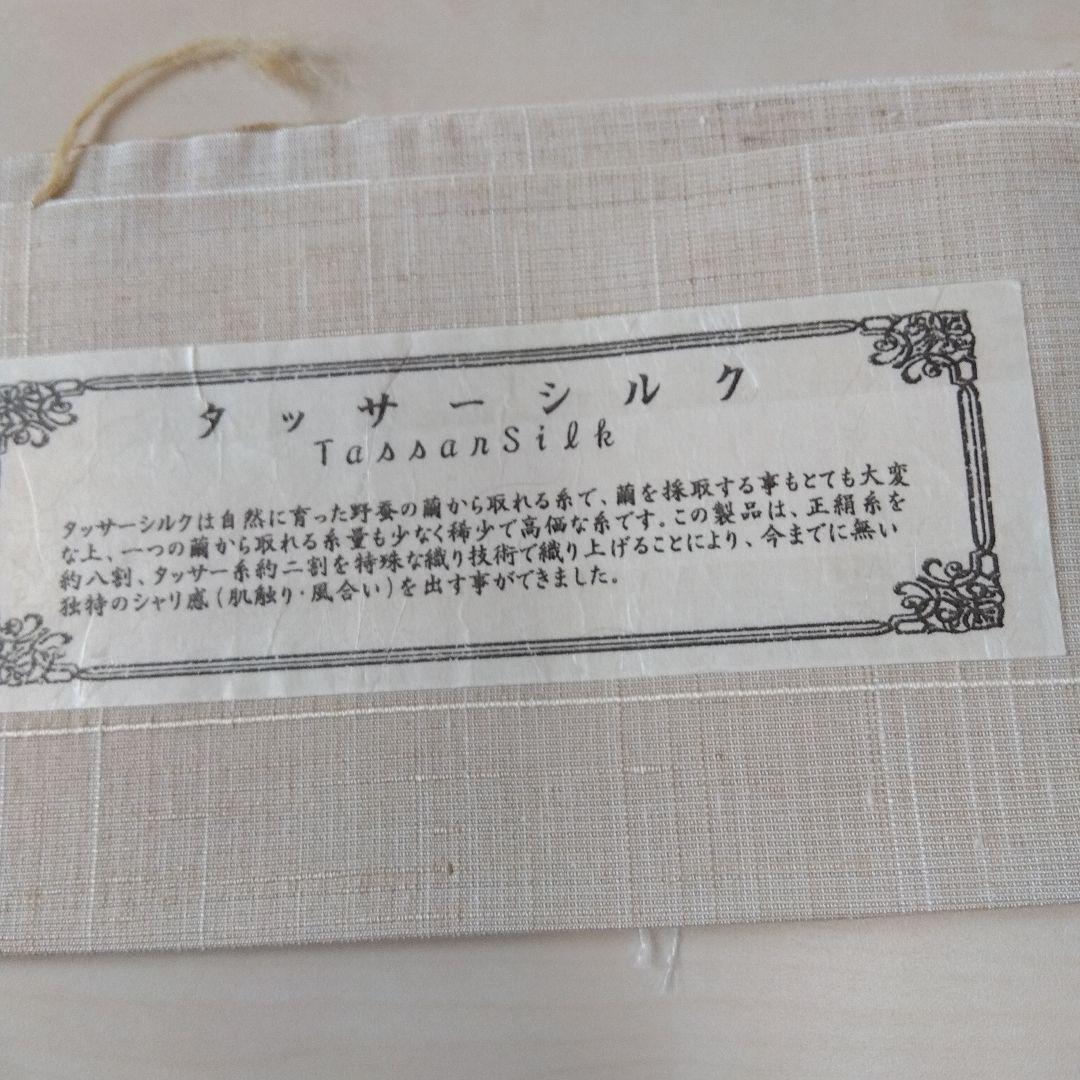 タッサーシルク
TassanSilk
タッサーシルクは自然に育った野蚕の繭から取れる糸で、繭を採取する事もとても大変
な上、一つの繭から取れる糸量も少なく稀少で高価な糸です。この製品は、正絹糸を
約八割、タッサー糸約二割を特殊な織り技術で織り上げることにより、今までに無い
独特のシャリ感(肌触り·風合い)を出す事ができました。